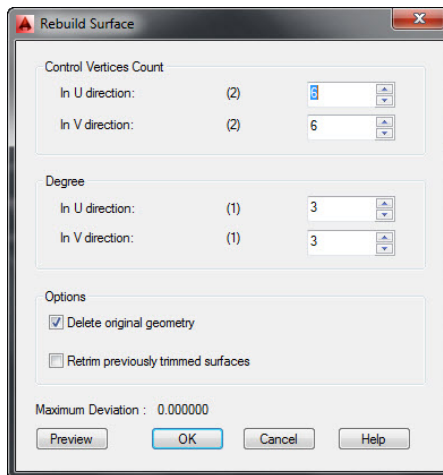 Rebuild Surface
Control Vertices Count
In U direction: (2) 6
In V direction: (2) 6
Degree
In U direction: (1) 3
In V direction: (1) 3
Options
Delete original geometry
Retrim previously trimmed surfaces
Maximum Deviation : 0.000000
Preview OK Cancel Help